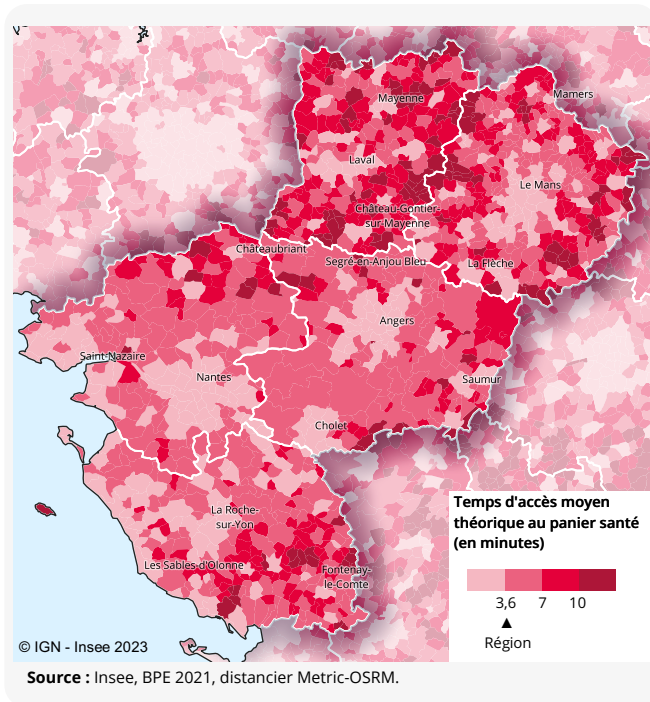 Mamers
Mayenne
Laval
Le Mans
Château-Gontier-
sur-Mayenne
Châteaubriant
Segré-en-Anjou Bleu
La Flèche
Angers
Saint-Nazaire
Nantes
Saumur
Cholet
La Roche-
sur-Yon
Les Sables-d'Olonne
Fontenay-
le-Comte
Temps d'accès moyen
théorique au panier santé
(en minutes)
3,6 7 10
▲
Région
© IGN - Insee 2023
Source : Insee, BPE 2021, distancier Metric-OSRM.